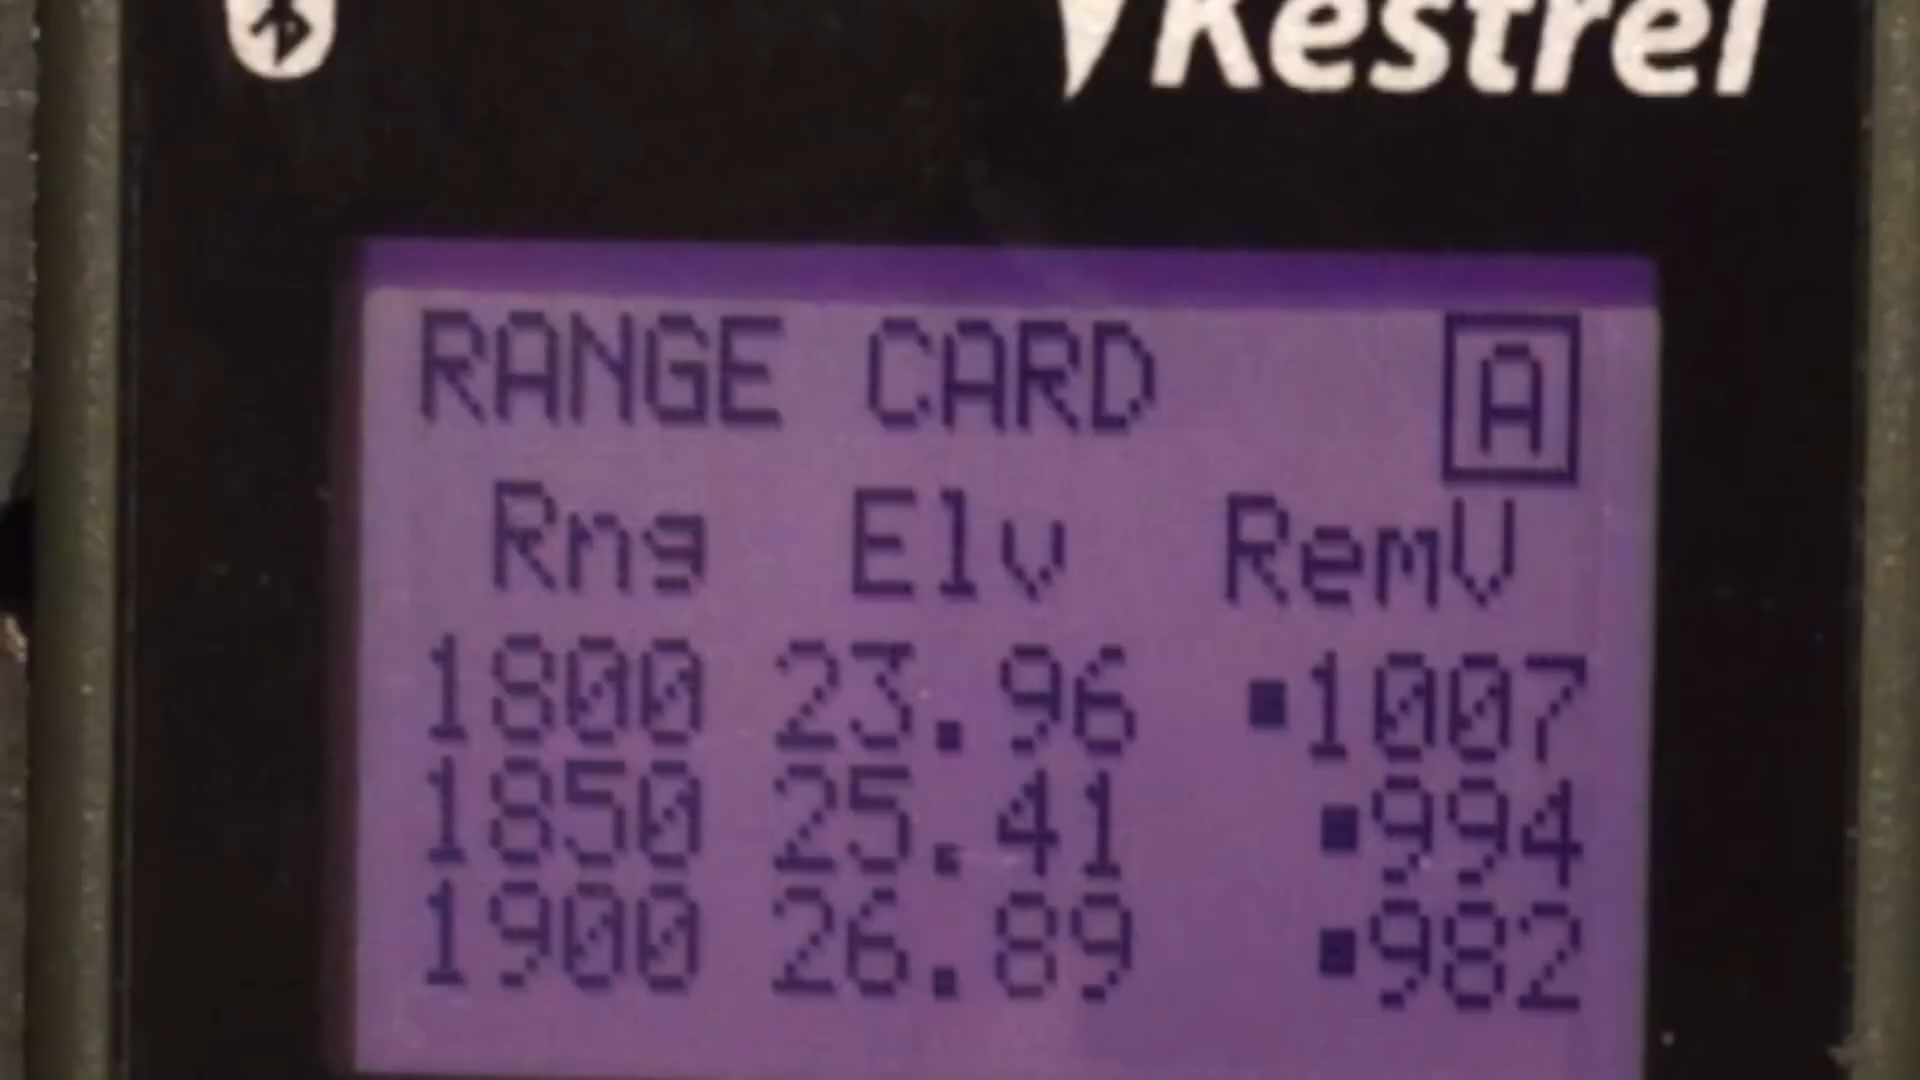 Kestrel
RANGE CARD A
Rng Elv RemV
1800 23.96 ▪1007
1850 25.41 ▪994
1900 26.89 ▪982